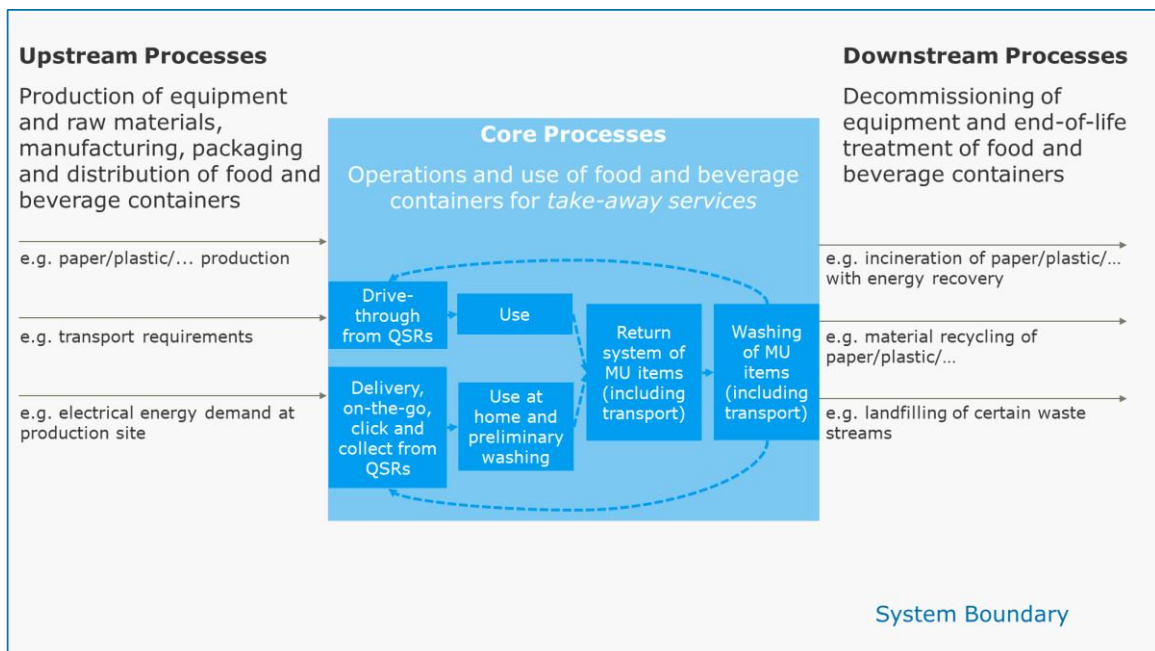 Upstream Processes
Production of equipment
and raw materials,
manufacturing, packaging
and distribution of food and
beverage containers
e.g. paper/plastic/... production
e.g. transport requirements
e.g. electrical energy demand at
production site
Core Processes
Operations and use of food and beverage
containers for take-away services
Drive-
through
from QSRs
Use
Delivery,
on-the-go,
click and
collect from
QSRs
Use at
home and
preliminary
washing
Return
system of
MU items
(including
transport)
Washing
of MU
items
(including
transport)
Downstream Processes
Decommissioning of
equipment and end-of-life
treatment of food and
beverage containers
e.g. incineration of paper/plastic/...
with energy recovery
e.g. material recycling of
paper/plastic/...
e.g. landfilling of certain waste
streams
System Boundary